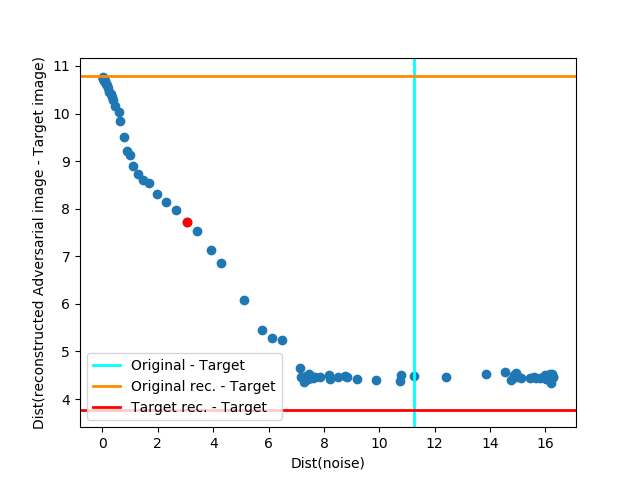 11
10
9
8
7
6
5
4
Dist(reconstructed Adversarial image - Target image)
Original - Target
Original rec. - Target
Target rec. - Target
0 2 4 6 8 10 12 14 16
Dist(noise)